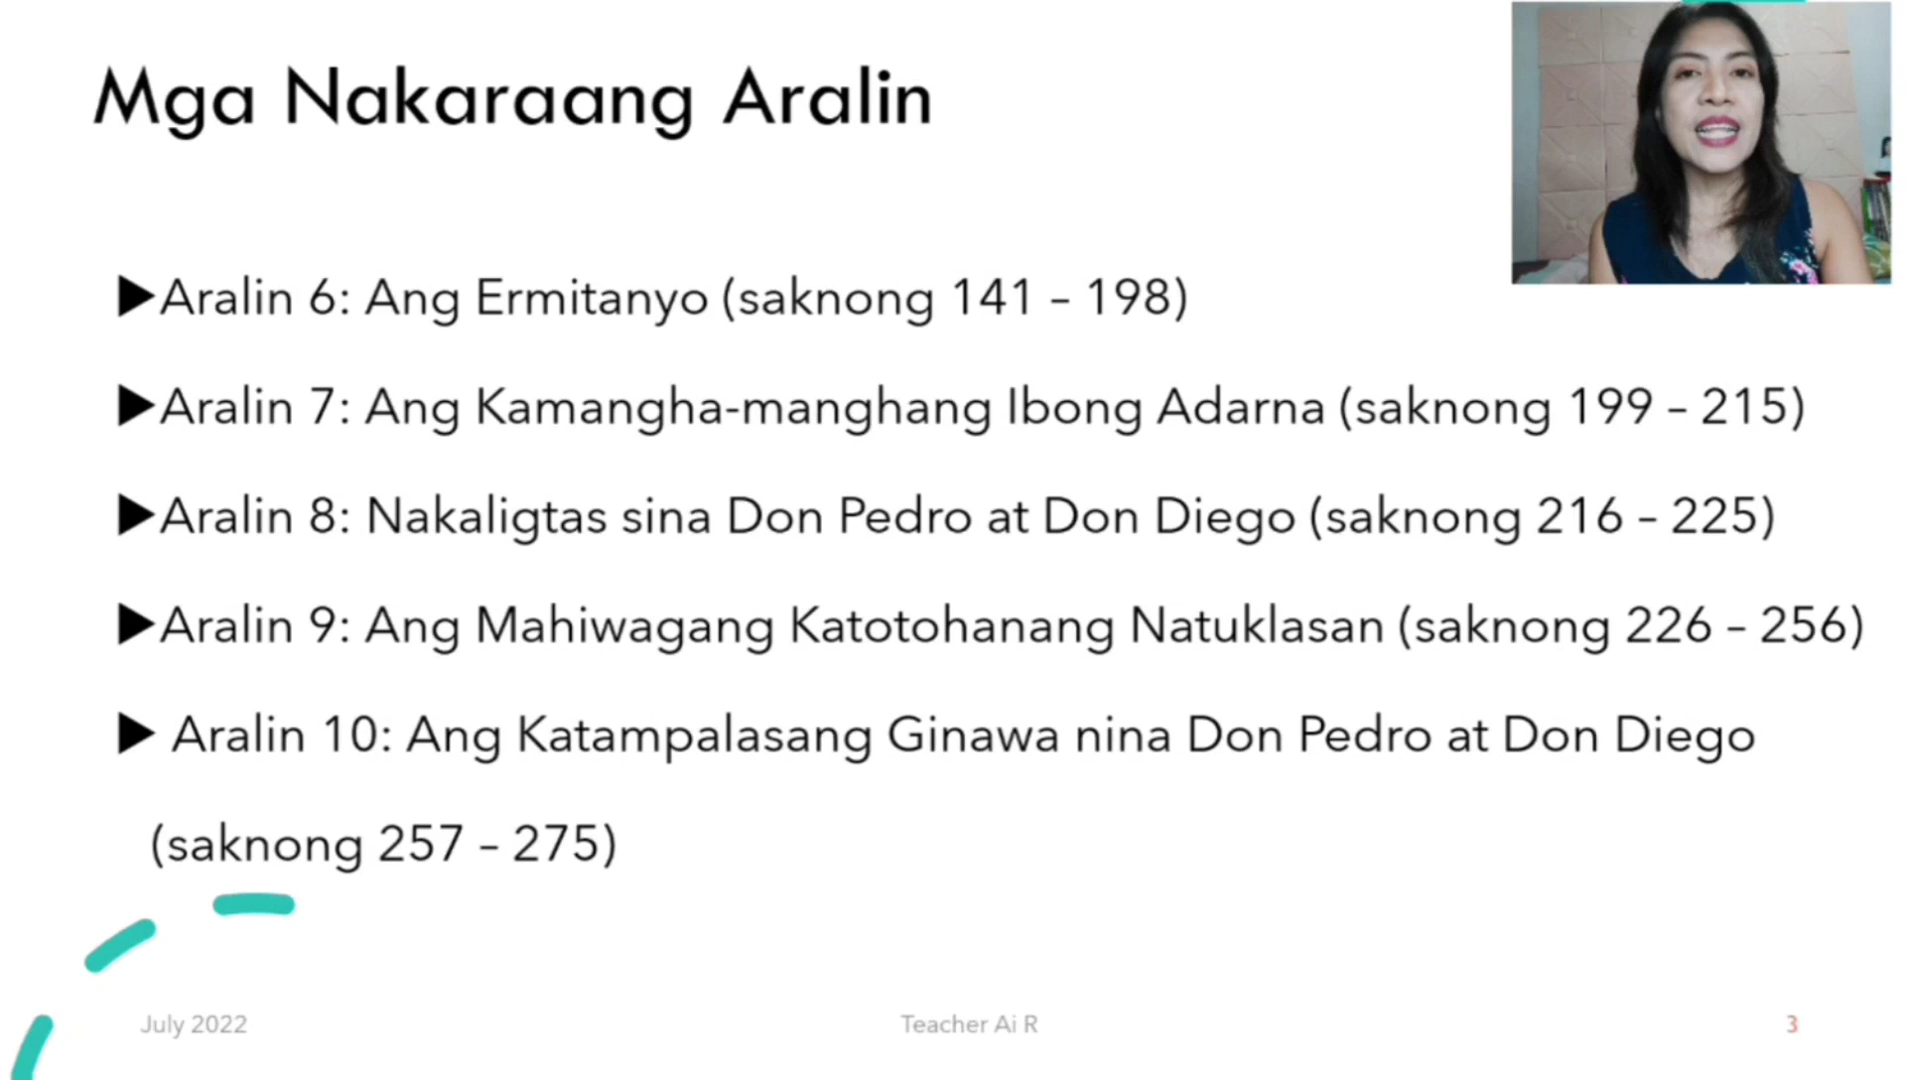 Mga Nakaraang Aralin
▶Aralin 6: Ang Ermitanyo (saknong 141 – 198)
▶Aralin 7: Ang Kamangha-manghang Ibong Adarna (saknong 199 – 215)
▶Aralin 8: Nakaligtas sina Don Pedro at Don Diego (saknong 216 – 225)
▶Aralin 9: Ang Mahiwagang Katotohanang Natuklasan (saknong 226 – 256)
▶ Aralin 10: Ang Katampalasang Ginawa nina Don Pedro at Don Diego
(saknong 257 – 275)
July 2022
Teacher Ai R
3